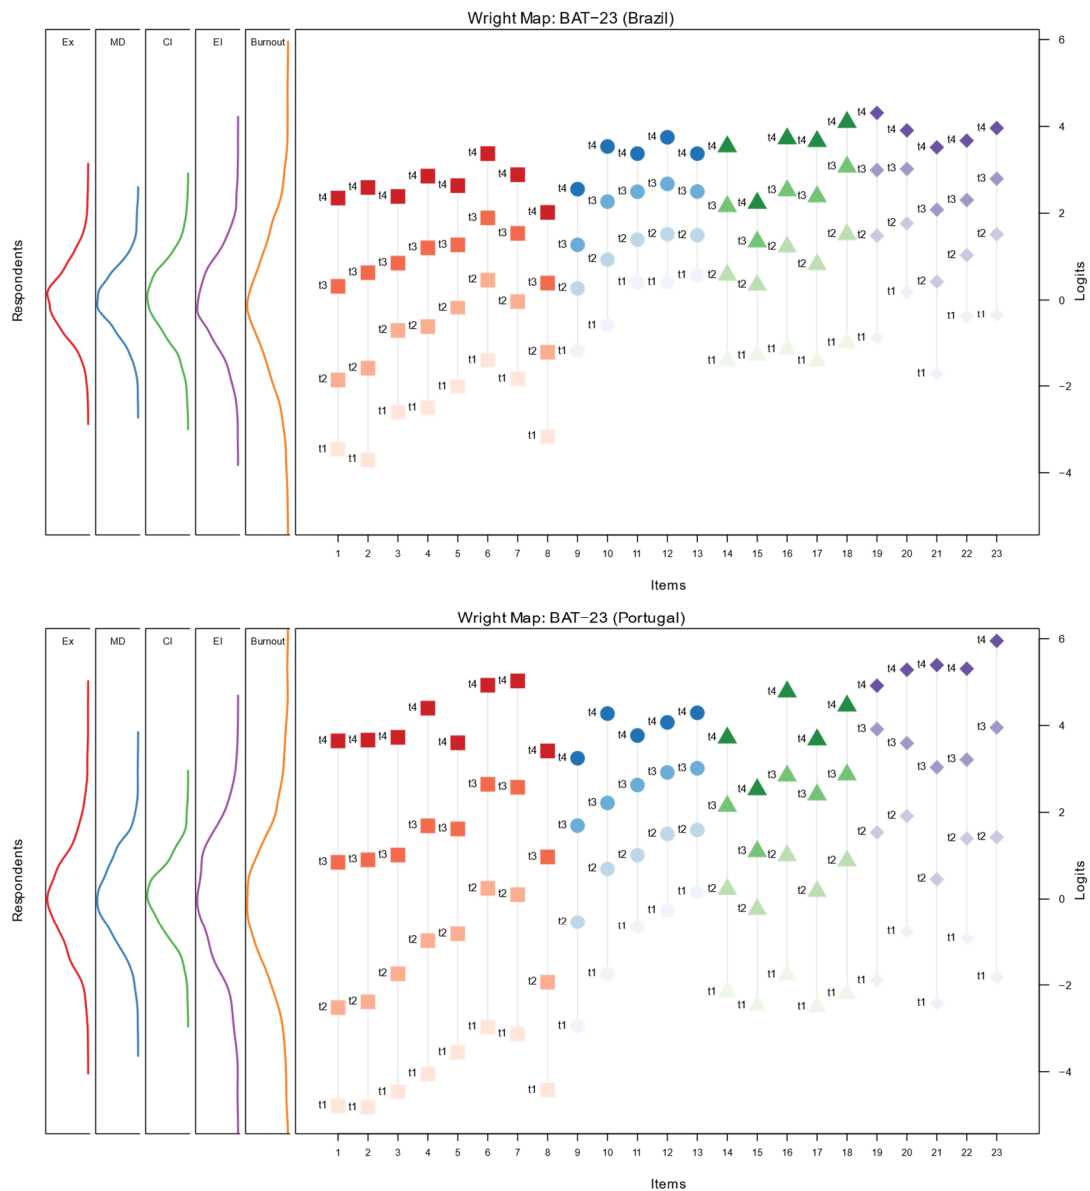 Wright Map: BAT−23 (Brazil)
Ex MD CI EI Burnout
6
4
2
0
−2
−4
Respondents
Logits
t4 t4 t4 t4 t4 t4 t4 t4 t4 t4 t4 t4 t4 t4 t4 t4 t4 t4 t4 t4 t4 t4 t4
t3 t3 t3 t3 t3 t3 t3 t3 t3 t3 t3 t3 t3 t3 t3 t3 t3 t3 t3 t3 t3 t3 t3
t2 t2 t2 t2 t2 t2 t2 t2 t2 t2 t2 t2 t2 t2 t2 t2 t2 t2 t2 t2 t2 t2 t2
t1 t1 t1 t1 t1 t1 t1 t1 t1 t1 t1 t1 t1 t1 t1 t1 t1 t1 t1 t1 t1 t1 t1
1 2 3 4 5 6 7 8 9 10 11 12 13 14 15 16 17 18 19 20 21 22 23
Items
Wright Map: BAT−23 (Portugal)
Ex MD CI EI Burnout
6
4
2
0
−2
−4
Respondents
Logits
t4 t4 t4 t4 t4 t4 t4 t4 t4 t4 t4 t4 t4 t4 t4 t4 t4 t4 t4 t4 t4 t4 t4
t3 t3 t3 t3 t3 t3 t3 t3 t3 t3 t3 t3 t3 t3 t3 t3 t3 t3 t3 t3 t3 t3 t3
t2 t2 t2 t2 t2 t2 t2 t2 t2 t2 t2 t2 t2 t2 t2 t2 t2 t2 t2 t2 t2 t2 t2
t1 t1 t1 t1 t1 t1 t1 t1 t1 t1 t1 t1 t1 t1 t1 t1 t1 t1 t1 t1 t1 t1 t1
1 2 3 4 5 6 7 8 9 10 11 12 13 14 15 16 17 18 19 20 21 22 23
Items